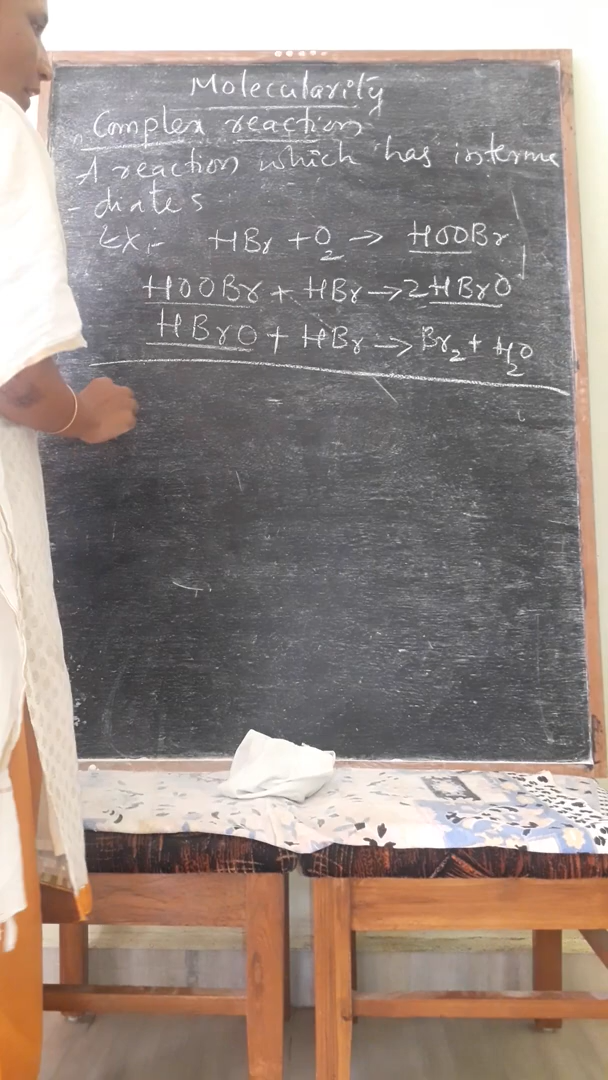 Molecularity
Complex reaction
A reaction which has interme
- diates
Ex:- HBr + O₂ → HOOBr
HOOBr + HBr → 2HBrO
HBrO + HBr → Br₂ + H₂O